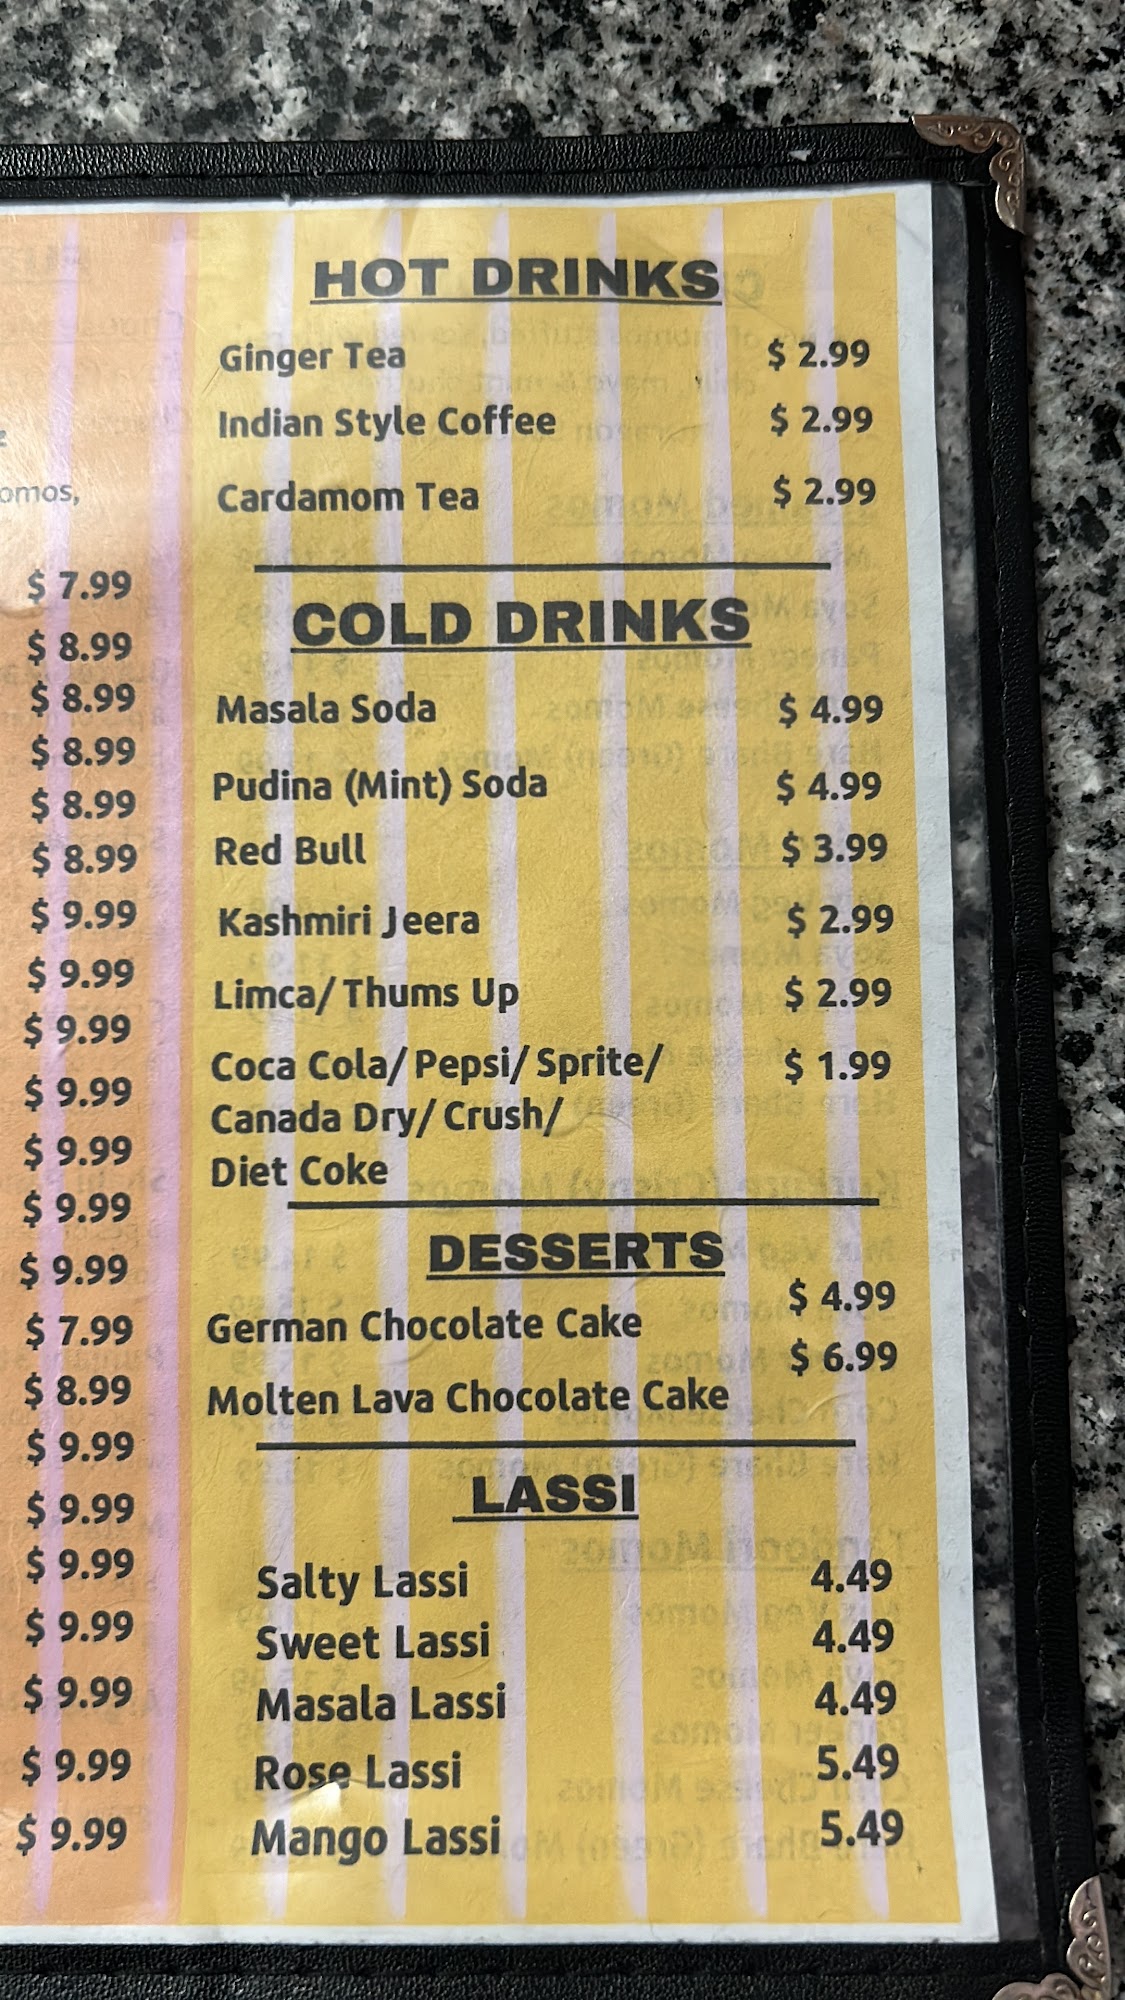 omos,
$ 7.99
$ 8.99
$ 8.99
$ 8.99
$ 8.99
$ 8.99
$ 9.99
$ 9.99
$ 9.99
$ 9.99
$ 9.99
$ 9.99
$ 9.99
$ 7.99
$ 8.99
$ 9.99
$ 9.99
$ 9.99
$ 9.99
$ 9.99
$ 9.99
$ 9.99
HOT DRINKS
Ginger Tea $ 2.99
Indian Style Coffee $ 2.99
Cardamom Tea $ 2.99
COLD DRINKS
Masala Soda $ 4.99
Pudina (Mint) Soda $ 4.99
Red Bull $ 3.99
Kashmiri Jeera $ 2.99
Limca/ Thums Up $ 2.99
Coca Cola/ Pepsi/ Sprite/ $ 1.99
Canada Dry/ Crush/
Diet Coke
DESSERTS
German Chocolate Cake $ 4.99
Molten Lava Chocolate Cake $ 6.99
LASSI
Salty Lassi 4.49
Sweet Lassi 4.49
Masala Lassi 4.49
Rose Lassi 5.49
Mango Lassi 5.49